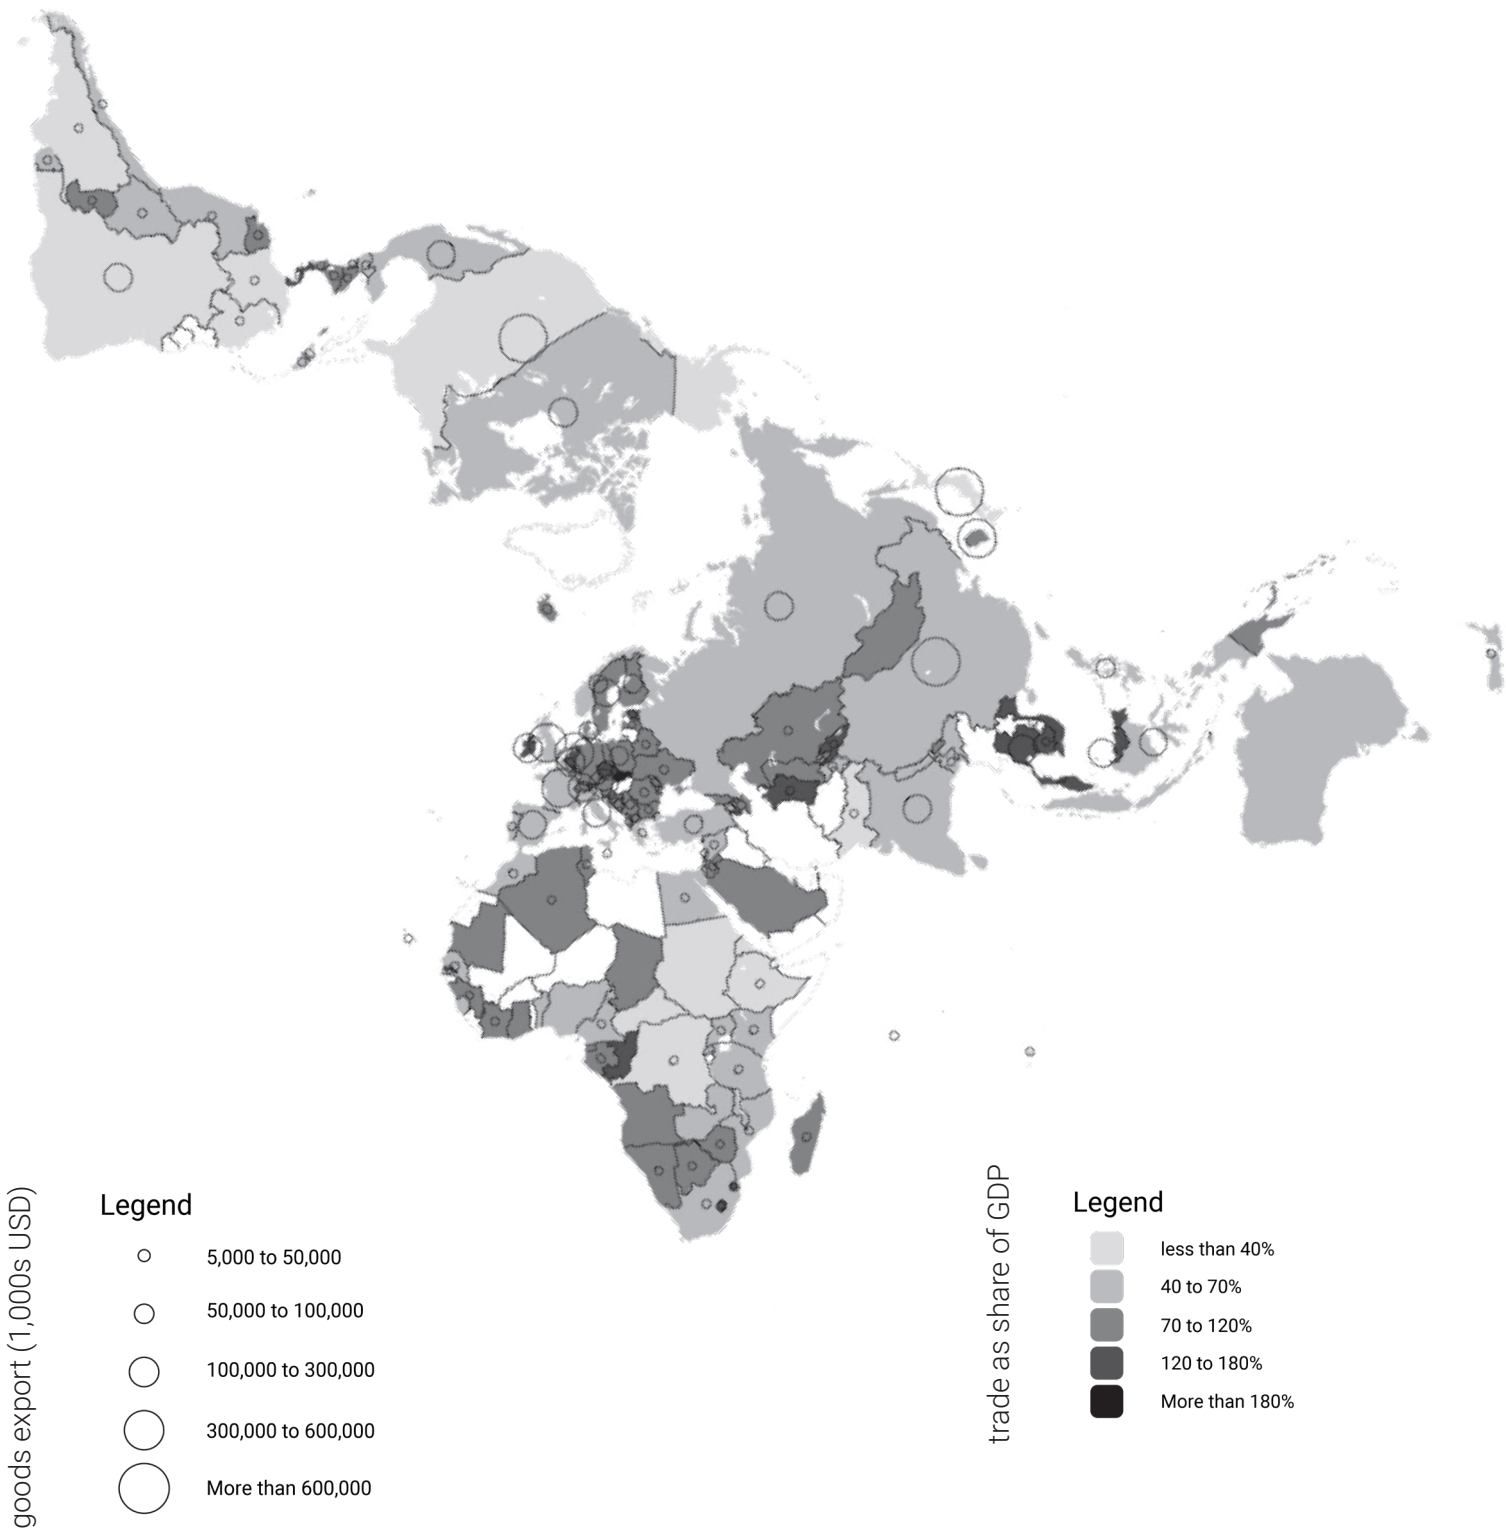 goods export (1,000s USD)
Legend
5,000 to 50,000
50,000 to 100,000
100,000 to 300,000
300,000 to 600,000
More than 600,000
trade as share of GDP
Legend
less than 40%
40 to 70%
70 to 120%
120 to 180%
More than 180%